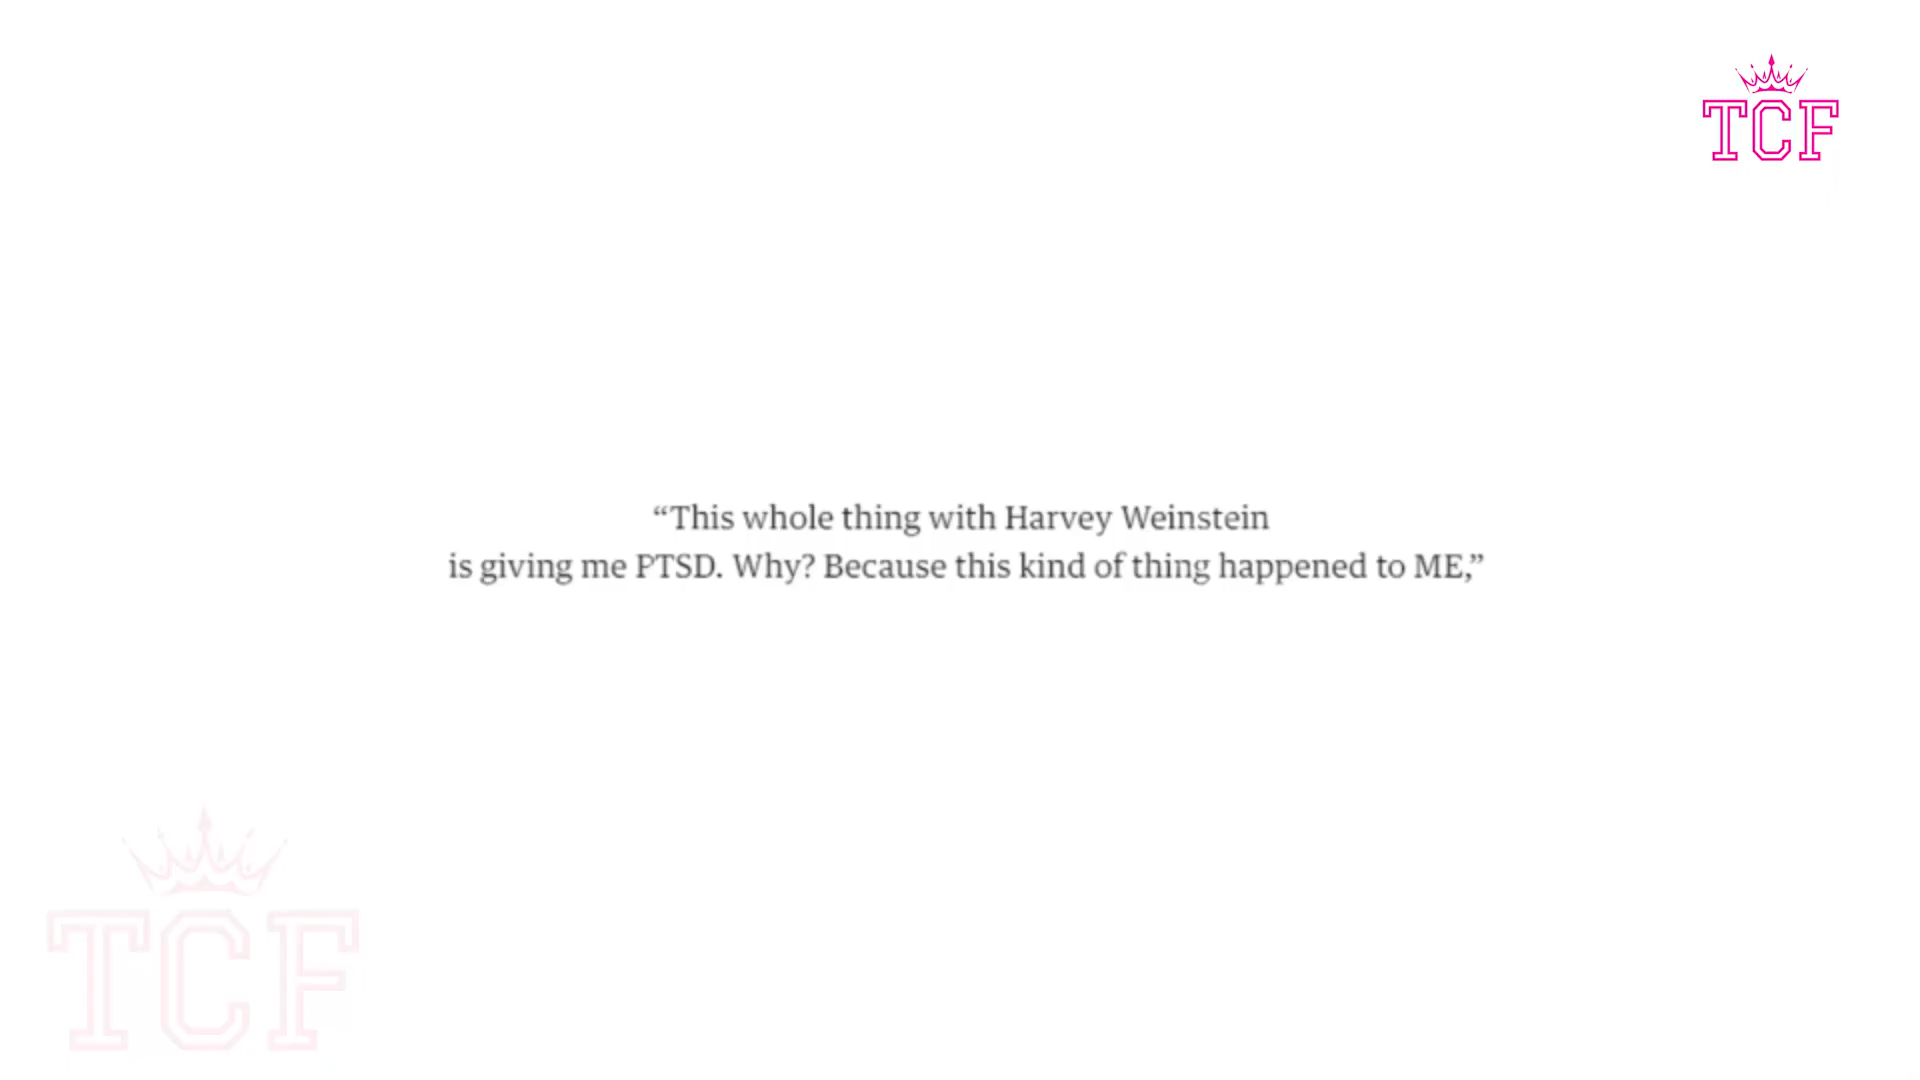 TCF
“This whole thing with Harvey Weinstein
is giving me PTSD. Why? Because this kind of thing happened to ME,”
TCF